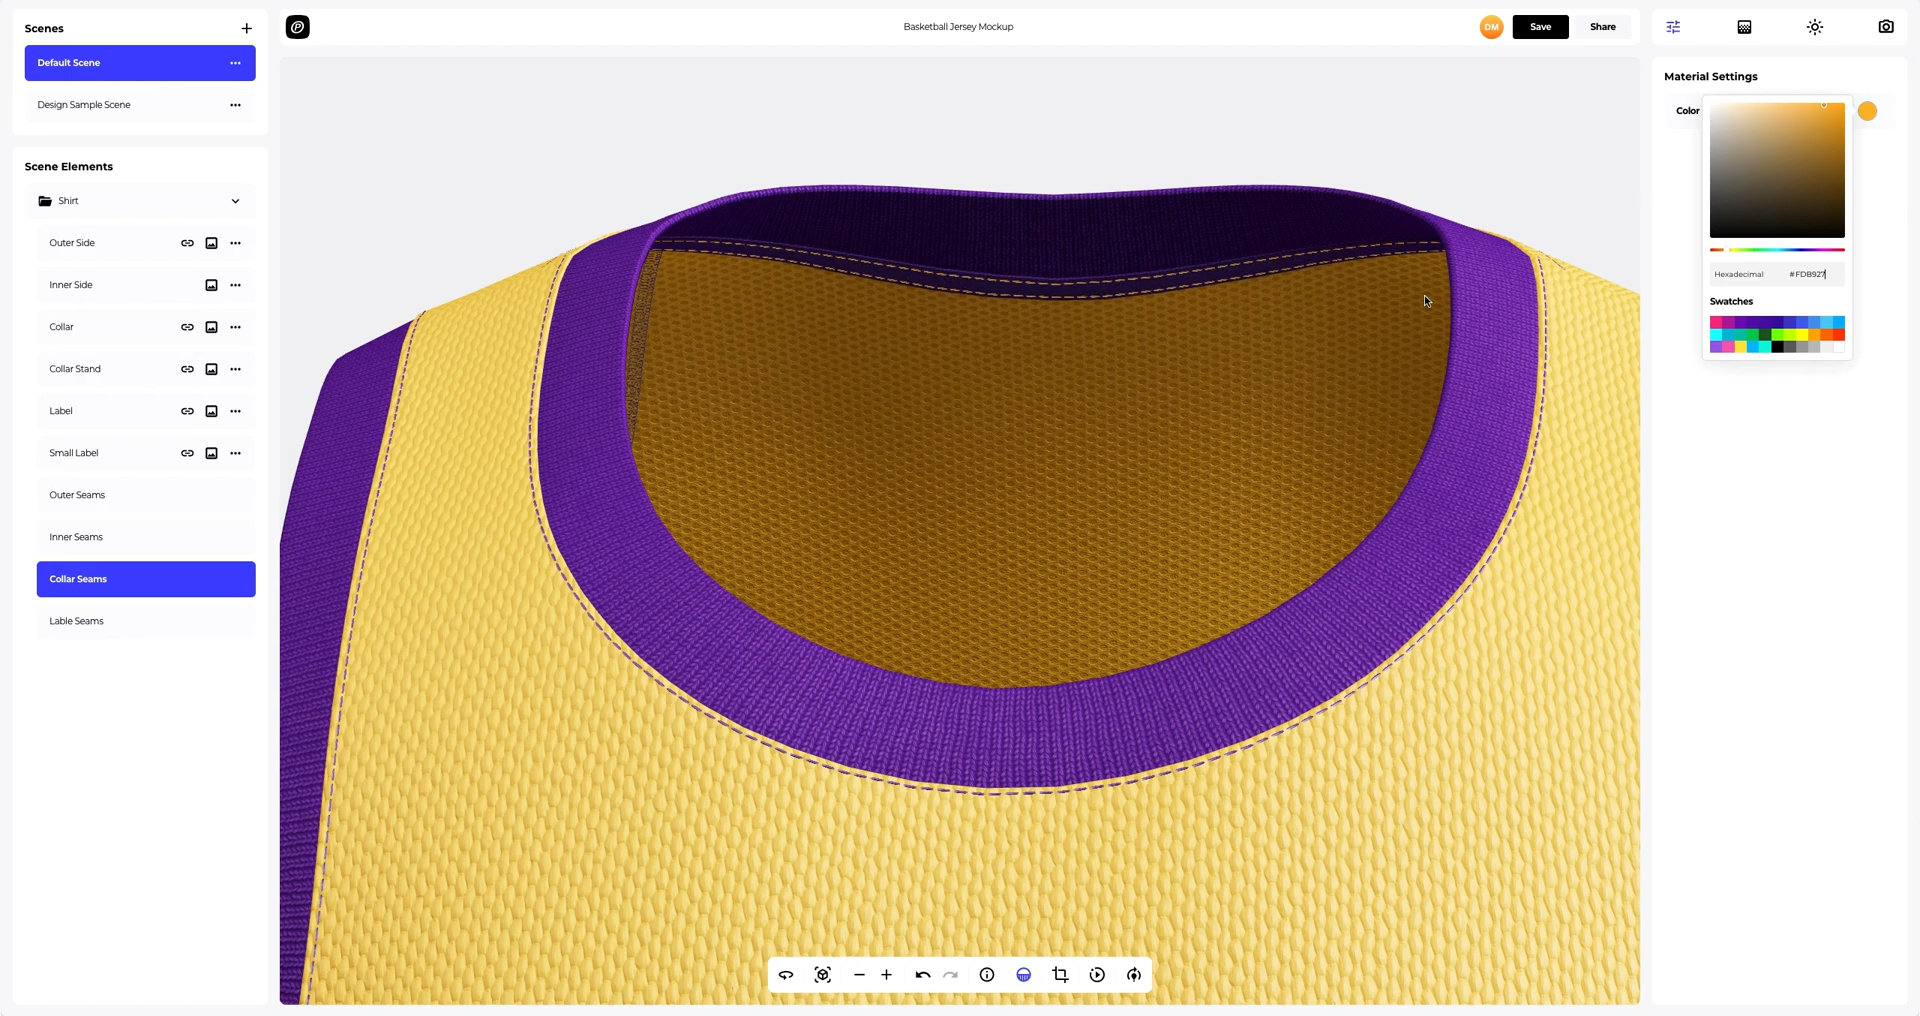 Scenes
Default Scene
Design Sample Scene
Scene Elements
Shirt
Outer Side
Inner Side
Collar
Collar Stand
Label
Small Label
Outer Seams
Inner Seams
Collar Seams
Lable Seams
Basketball Jersey Mockup
DM
Save
Share
Material Settings
Color
Hexadecimal #FDB927
Swatches